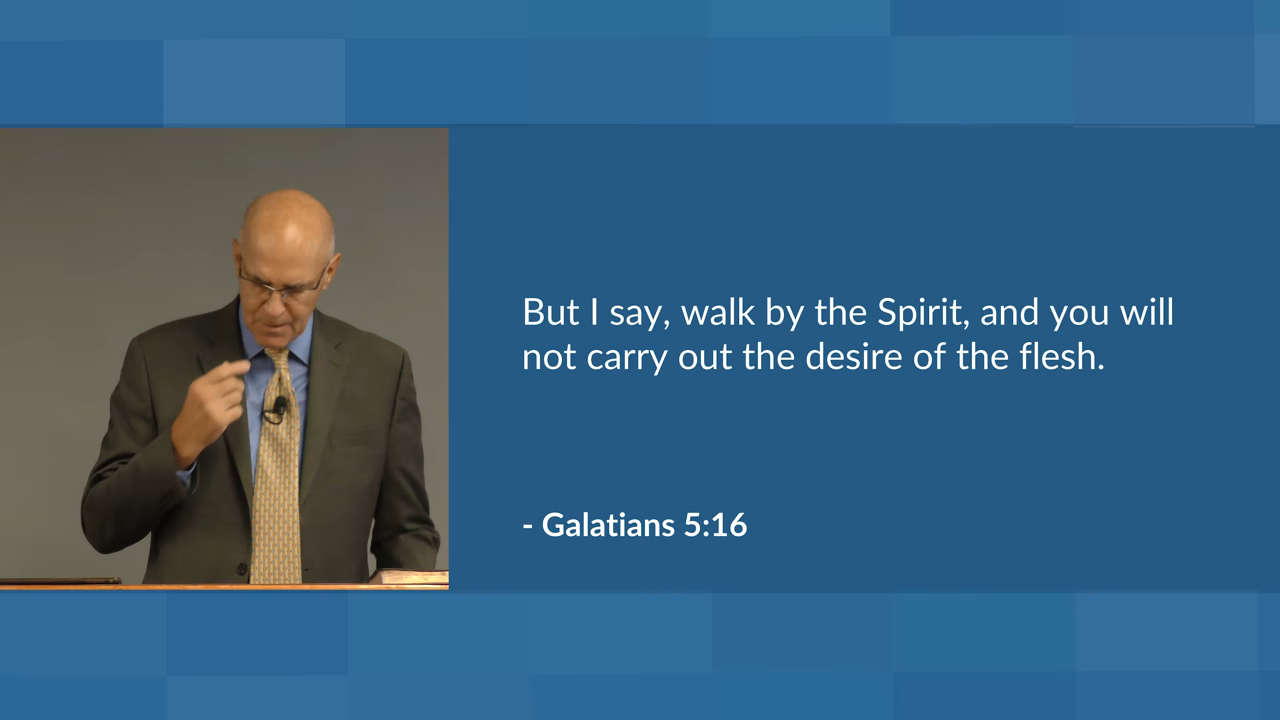 But I say, walk by the Spirit, and you will
not carry out the desire of the flesh.
- Galatians 5:16